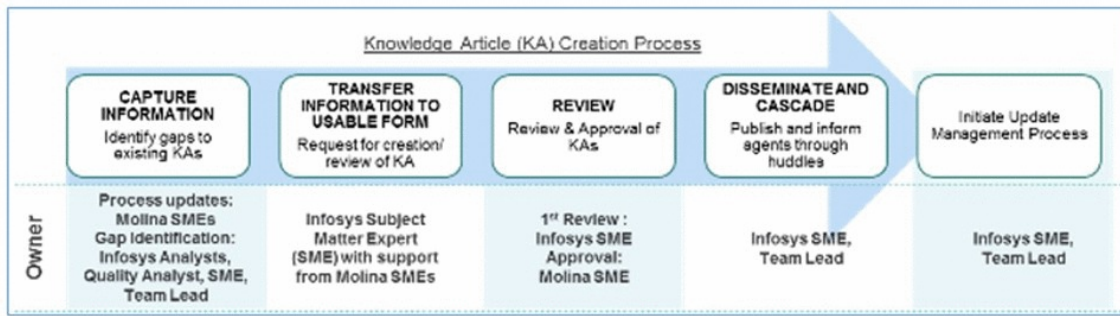 Knowledge Article (KA) Creation Process
CAPTURE
INFORMATION
Identify gaps to
existing KAs
TRANSFER
INFORMATION TO
USABLE FORM
Request for creation/
review of KA
REVIEW
Review & Approval of
KAs
DISSEMINATE AND
CASCADE
Publish and inform
agents through
huddles
Initiate Update
Management Process
Owner
Process updates:
Molina SMEs
Gap Identification:
Infosys Analysts,
Quality Analyst, SME,
Team Lead
Infosys Subject
Matter Expert
(SME) with support
from Molina SMEs
1st Review :
Infosys SME
Approval:
Molina SME
Infosys SME,
Team Lead
Infosys SME,
Team Lead